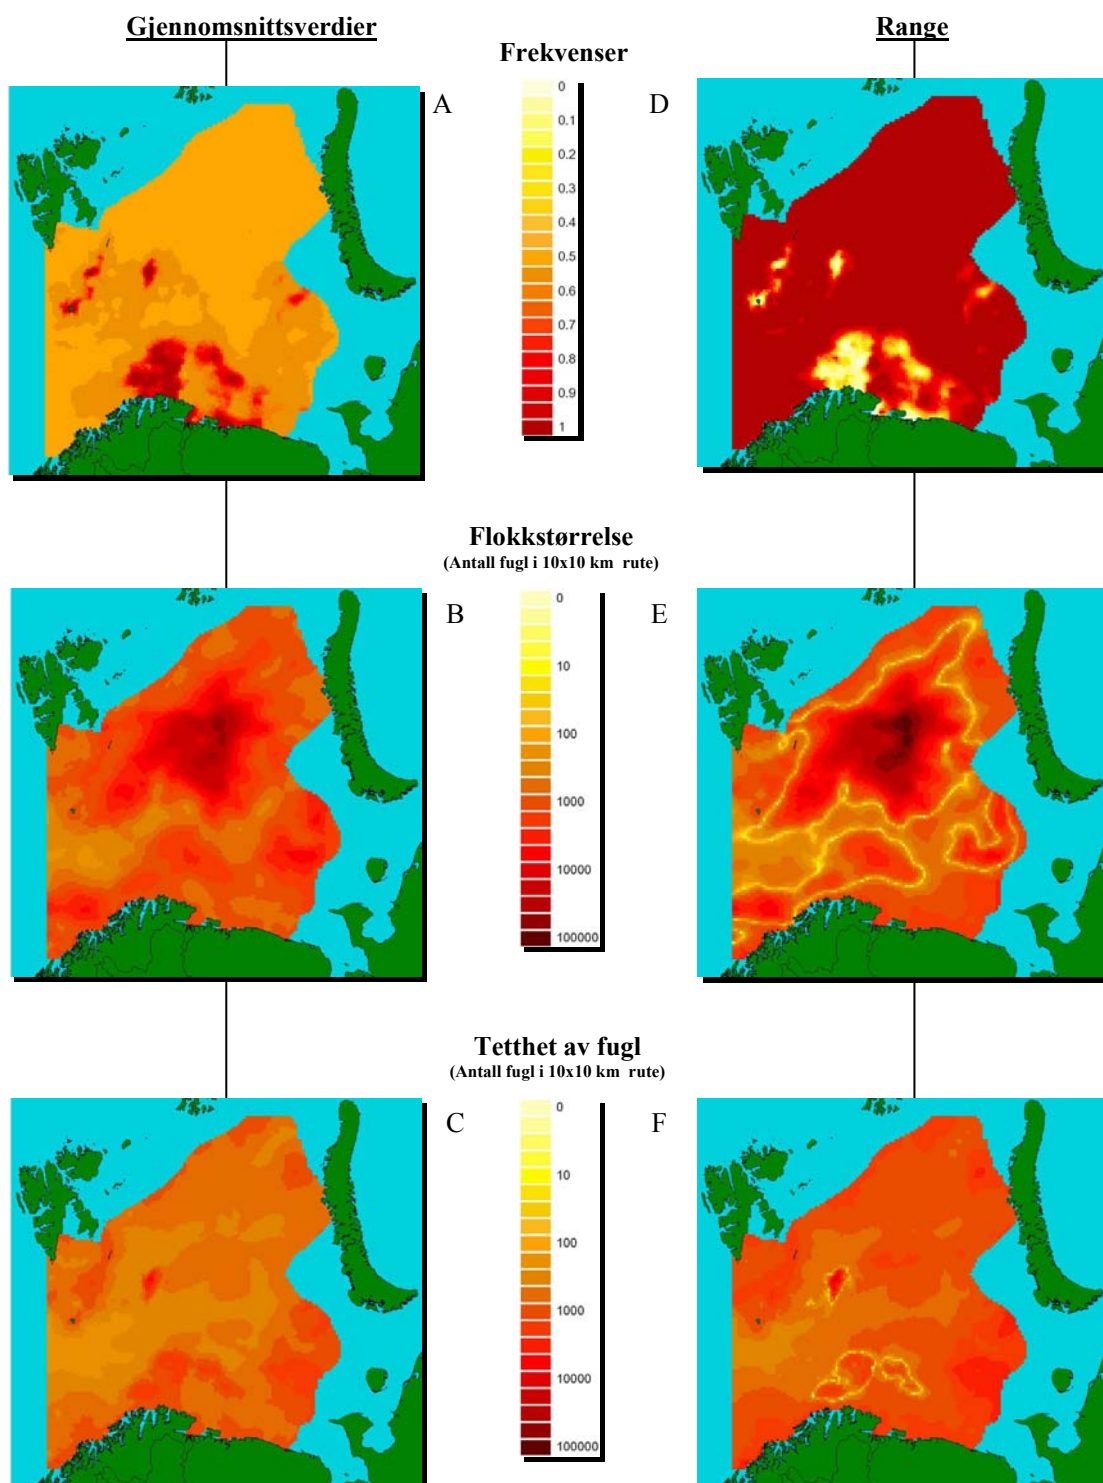 Gjennomsnittsverdier
Range
Frekvenser
A
D
0
0.1
0.2
0.3
0.4
0.5
0.6
0.7
0.8
0.9
1
Flokkstørrelse
(Antall fugl i 10x10 km rute)
B
E
0
10
100
1000
10000
100000
Tetthet av fugl
(Antall fugl i 10x10 km rute)
C
F
0
10
100
1000
10000
100000